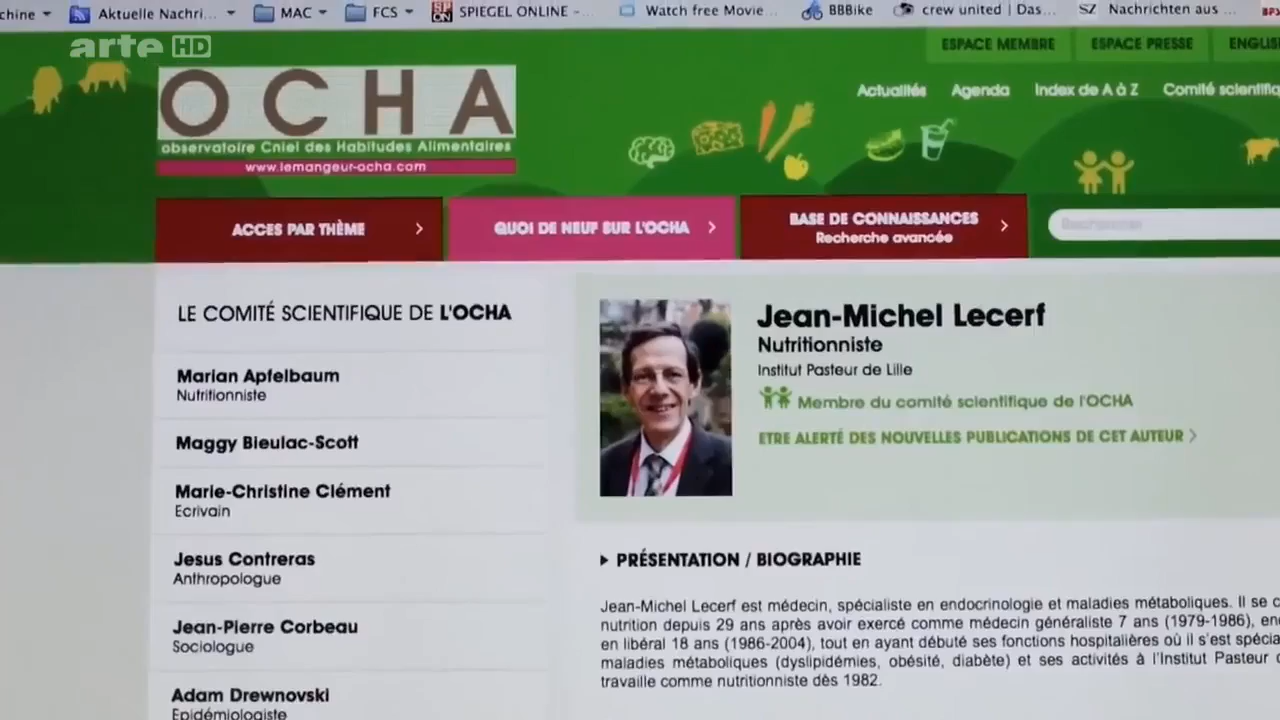 chine
Aktuelle Nachri...
MAC
FCS
SPIEGEL ONLINE -...
Watch free Movie...
BBBike
crew united | Das...
SZ
Nachrichten aus ...
arte HD
ESPACE MEMBRE
ESPACE PRESSE
ENGLIS
OCHA
observatoire Cniel des Habitudes Alimentaires
www.lemangeur-ocha.com
Actualités
Agenda
Index de A à Z
Comité scientifiq
ACCES PAR THÈME
QUOI DE NEUF SUR L'OCHA
BASE DE CONNAISSANCES
Recherche avancée
Rechercher
LE COMITÉ SCIENTIFIQUE DE L'OCHA
Marian Apfelbaum
Nutritionniste
Maggy Bieulac-Scott
Marie-Christine Clément
Ecrivain
Jesus Contreras
Anthropologue
Jean-Pierre Corbeau
Sociologue
Adam Drewnovski
Epidémiologiste
Jean-Michel Lecerf
Nutritionniste
Institut Pasteur de Lille
Membre du comité scientifique de l'OCHA
ETRE ALERTÉ DES NOUVELLES PUBLICATIONS DE CET AUTEUR
PRÉSENTATION / BIOGRAPHIE
Jean-Michel Lecerf est médecin, spécialiste en endocrinologie et maladies métaboliques. Il se c
nutrition depuis 29 ans après avoir exercé comme médecin généraliste 7 ans (1979-1986), en
en libéral 18 ans (1986-2004), tout en ayant débuté ses fonctions hospitalières où il s'est spécia
maladies métaboliques (dyslipidémies, obésité, diabète) et ses activités à l'Institut Pasteur
travaille comme nutritionniste dès 1982.